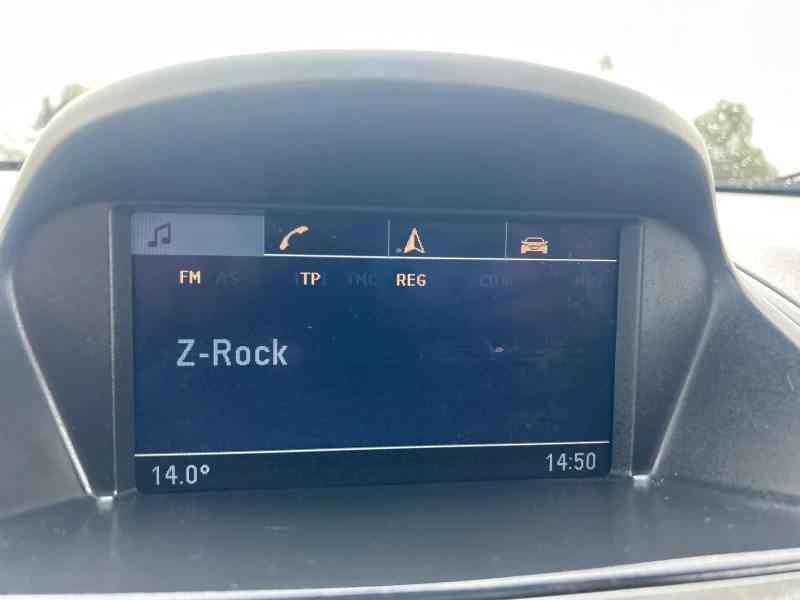 FM AS [TP] TMC REG CD in MP3
Z-Rock
14.0° 14:50